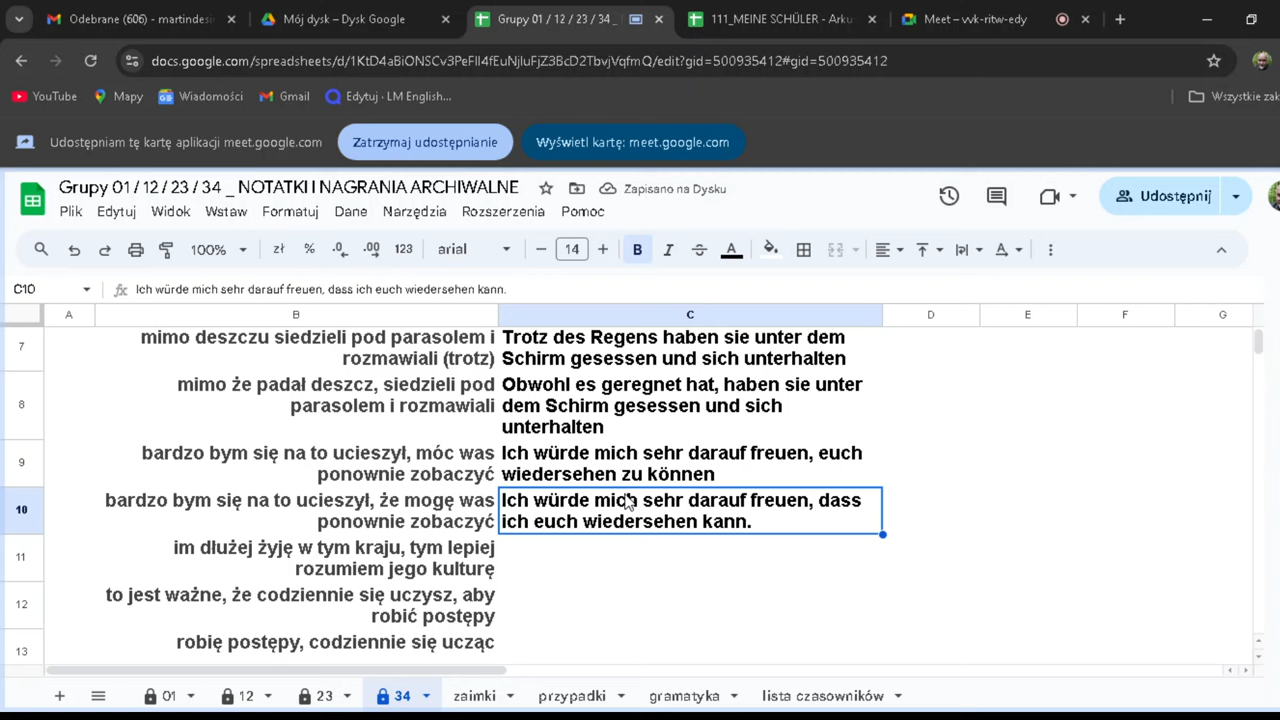 Odebrane (606) - martindesi
Mój dysk – Dysk Google
Grupy 01 / 12 / 23 / 34 _
111_MEINE SCHÜLER - Arku
Meet – vvk-ritw-edy
docs.google.com/spreadsheets/d/1KtD4aBiONSCv3PeFlI4fEuNjluFjZ3BcD2TbvjVqfmQ/edit?gid=500935412#gid=500935412
YouTube Mapy Wiadomości Gmail Edytuj · LM English... Wszystkie zak
Udostępniam tę kartę aplikacji meet.google.com Zatrzymaj udostępnianie Wyświetl kartę: meet.google.com
Grupy 01 / 12 / 23 / 34 _ NOTATKI I NAGRANIA ARCHIWALNE Zapisano na Dysku
Udostępnij
Plik Edytuj Widok Wstaw Formatuj Dane Narzędzia Rozszerzenia Pomoc
100% zł % .0 .00 123 arial − 14 + B I S A
C10 fx Ich würde mich sehr darauf freuen, dass ich euch wiedersehen kann.
A B C D E F G
7 mimo deszczu siedzieli pod parasolem i
rozmawiali (trotz)
Trotz des Regens haben sie unter dem
Schirm gesessen und sich unterhalten
8 mimo że padał deszcz, siedzieli pod
parasolem i rozmawiali
Obwohl es geregnet hat, haben sie unter
dem Schirm gesessen und sich
unterhalten
9 bardzo bym się na to ucieszył, móc was
ponownie zobaczyć
Ich würde mich sehr darauf freuen, euch
wiedersehen zu können
10 bardzo bym się na to ucieszył, że mogę was
ponownie zobaczyć
Ich würde mich sehr darauf freuen, dass
ich euch wiedersehen kann.
11 im dłużej żyję w tym kraju, tym lepiej
rozumiem jego kulturę
12 to jest ważne, że codziennie się uczysz, aby
robić postępy
13 robię postępy, codziennie się ucząc
01 12 23 34 zaimki przypadki gramatyka lista czasowników